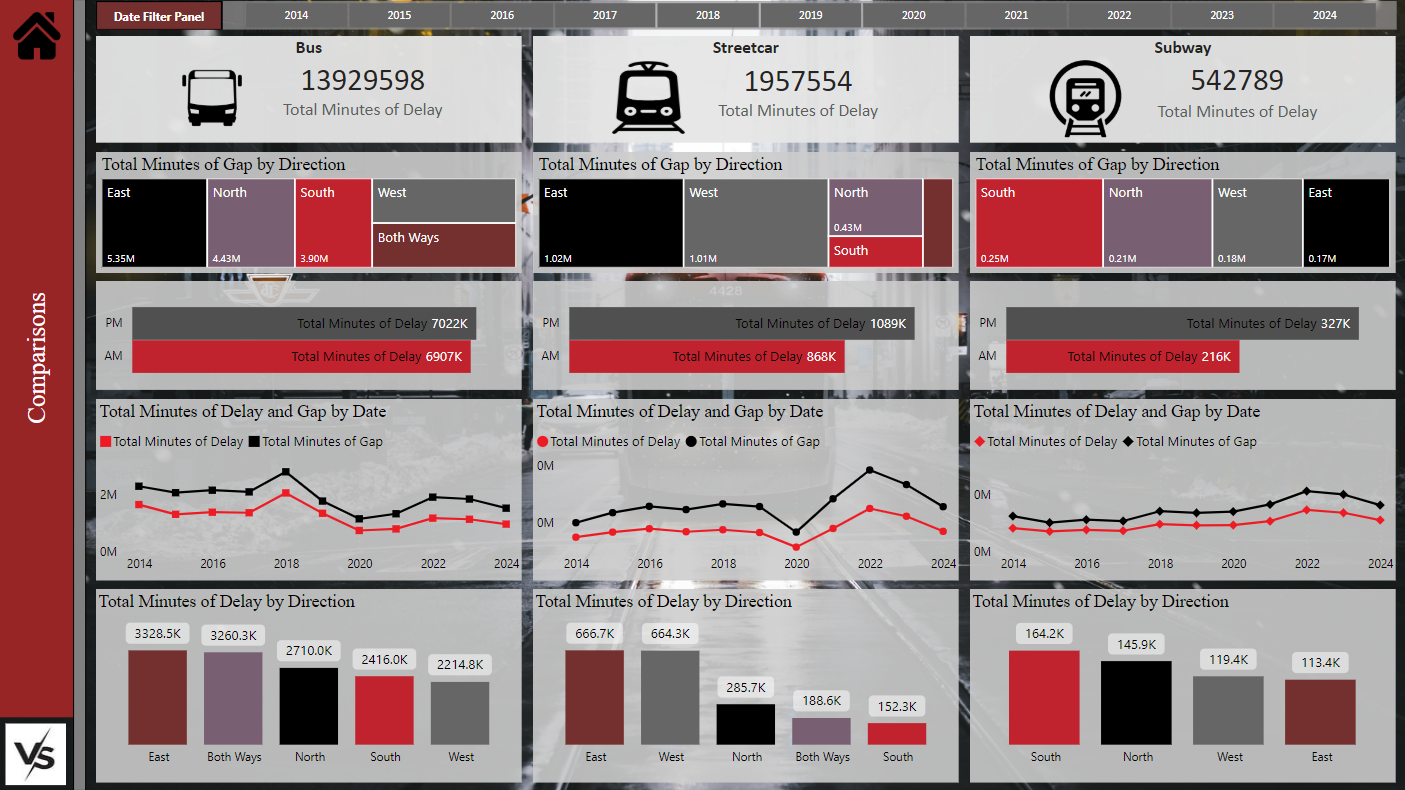 Date Filter Panel
2014 2015 2016 2017 2018 2019 2020 2021 2022 2023 2024
Comparisons
VS
Bus
13929598
Total Minutes of Delay
Total Minutes of Gap by Direction
East
5.35M
North
4.43M
South
3.90M
West
Both Ways
PM Total Minutes of Delay 7022K
AM Total Minutes of Delay 6907K
Total Minutes of Delay and Gap by Date
Total Minutes of Delay Total Minutes of Gap
2M
0M
2014 2016 2018 2020 2022 2024
Total Minutes of Delay by Direction
3328.5K 3260.3K 2710.0K 2416.0K 2214.8K
East Both Ways North South West
Streetcar
1957554
Total Minutes of Delay
Total Minutes of Gap by Direction
East
1.02M
West
1.01M
North
0.43M
South
4428
PM Total Minutes of Delay 1089K
AM Total Minutes of Delay 868K
Total Minutes of Delay and Gap by Date
Total Minutes of Delay Total Minutes of Gap
0M
0M
2014 2016 2018 2020 2022 2024
Total Minutes of Delay by Direction
666.7K 664.3K 285.7K 188.6K 152.3K
East West North Both Ways South
Subway
542789
Total Minutes of Delay
Total Minutes of Gap by Direction
South
0.25M
North
0.21M
West
0.18M
East
0.17M
PM Total Minutes of Delay 327K
AM Total Minutes of Delay 216K
Total Minutes of Delay and Gap by Date
Total Minutes of Delay Total Minutes of Gap
0M
0M
2014 2016 2018 2020 2022 2024
Total Minutes of Delay by Direction
164.2K 145.9K 119.4K 113.4K
South North West East